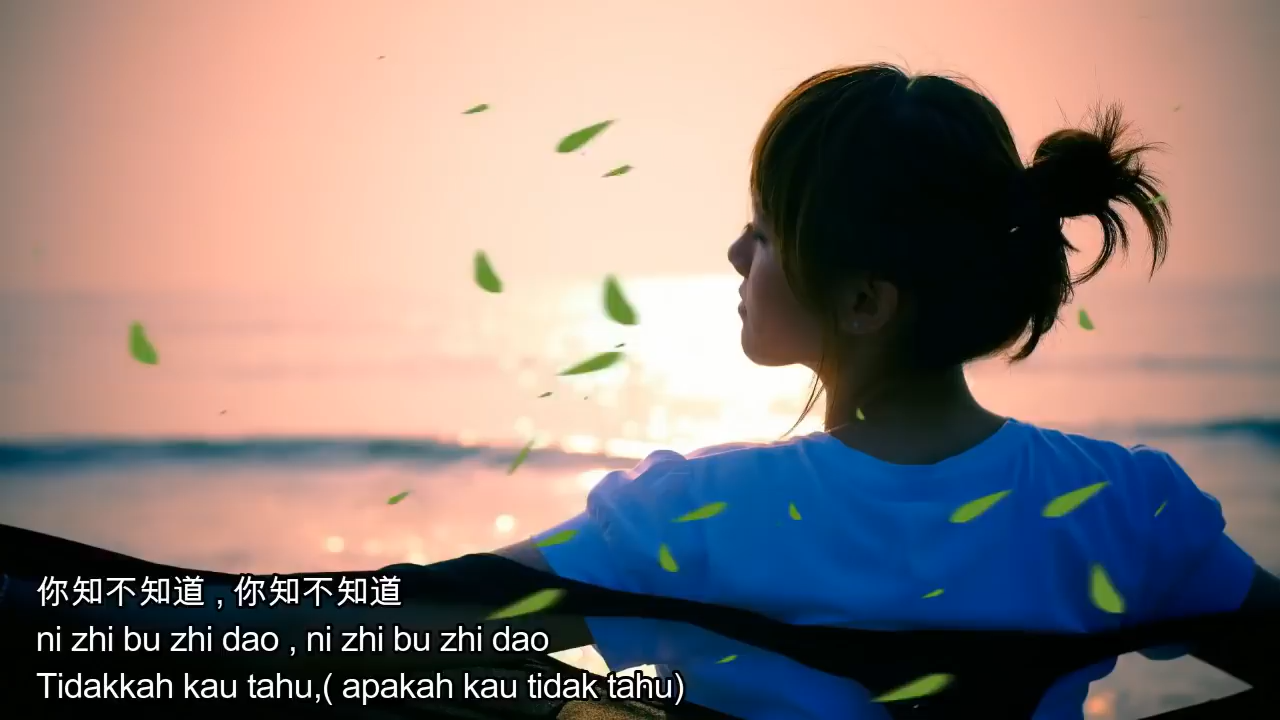 你知不知道 , 你知不知道
ni zhi bu zhi dao , ni zhi bu zhi dao
Tidakkah kau tahu,( apakah kau tidak tahu)